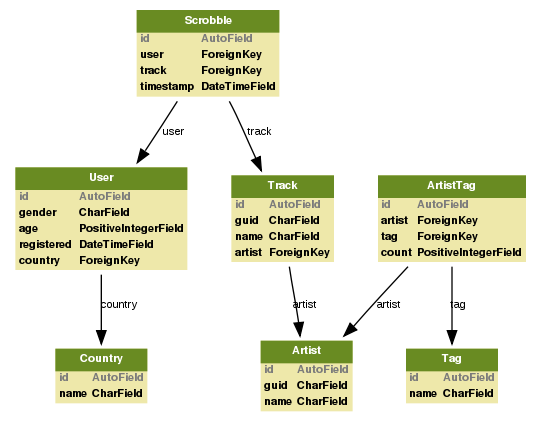 Scrobble
id AutoField
user ForeignKey
track ForeignKey
timestamp DateTimeField
user
track
User
id AutoField
gender CharField
age PositiveIntegerField
registered DateTimeField
country ForeignKey
Track
id AutoField
guid CharField
name CharField
artist ForeignKey
ArtistTag
id AutoField
artist ForeignKey
tag ForeignKey
count PositiveIntegerField
country
artist
artist
tag
Country
id AutoField
name CharField
Artist
id AutoField
guid CharField
name CharField
Tag
id AutoField
name CharField